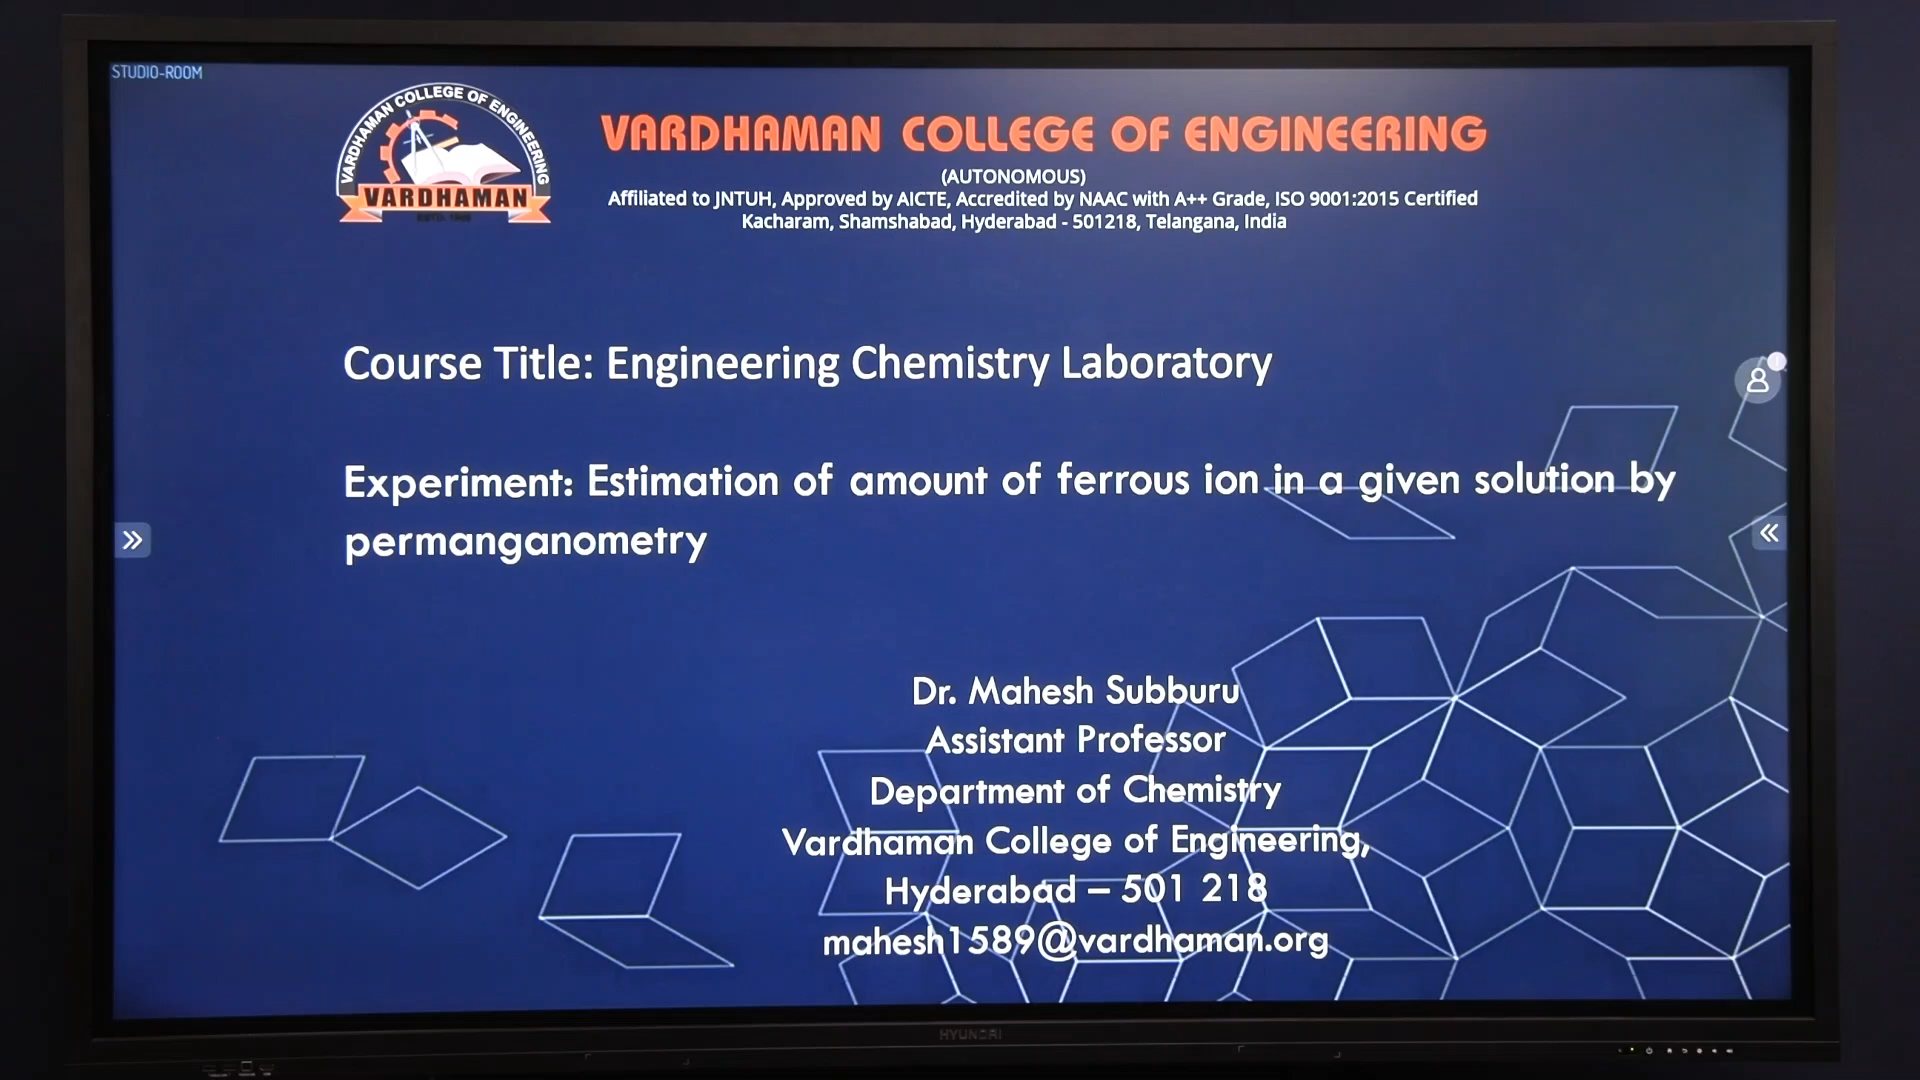 STUDIO-ROOM
VARDHAMAN COLLEGE OF ENGINEERING
VARDHAMAN
ESTD. 1999
VARDHAMAN COLLEGE OF ENGINEERING
(AUTONOMOUS)
Affiliated to JNTUH, Approved by AICTE, Accredited by NAAC with A++ Grade, ISO 9001:2015 Certified
Kacharam, Shamshabad, Hyderabad - 501218, Telangana, India
Course Title: Engineering Chemistry Laboratory
Experiment: Estimation of amount of ferrous ion in a given solution by
permanganometry
Dr. Mahesh Subburu
Assistant Professor
Department of Chemistry
Vardhaman College of Engineering,
Hyderabad – 501 218
mahesh1589@vardhaman.org
HYUNDAI